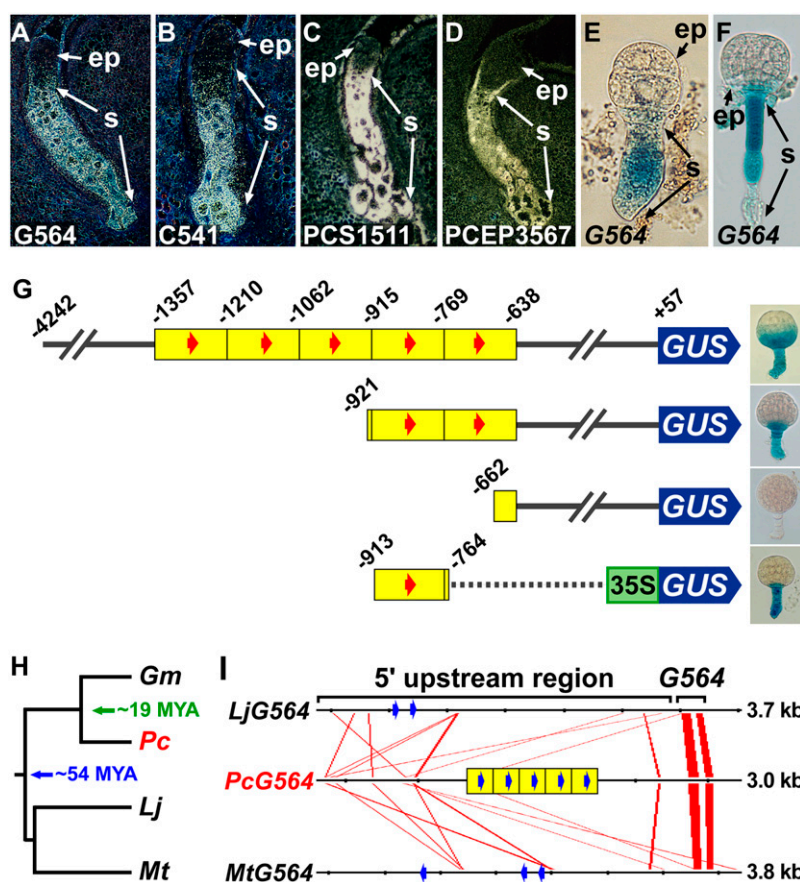 A B C D E F
ep ep ep ep ep ep
s s s s s s
G564 C541 PCS1511 PCEP3567 G564 G564
G
-4242 -1357 -1210 -1062 -915 -769 -638 +57
GUS
-921
GUS
-662
GUS
-913 -764
35S GUS
H
Gm
~19 MYA
Pc
~54 MYA
Lj
Mt
I
5' upstream region G564
LjG564 3.7 kb
PcG564 3.0 kb
MtG564 3.8 kb